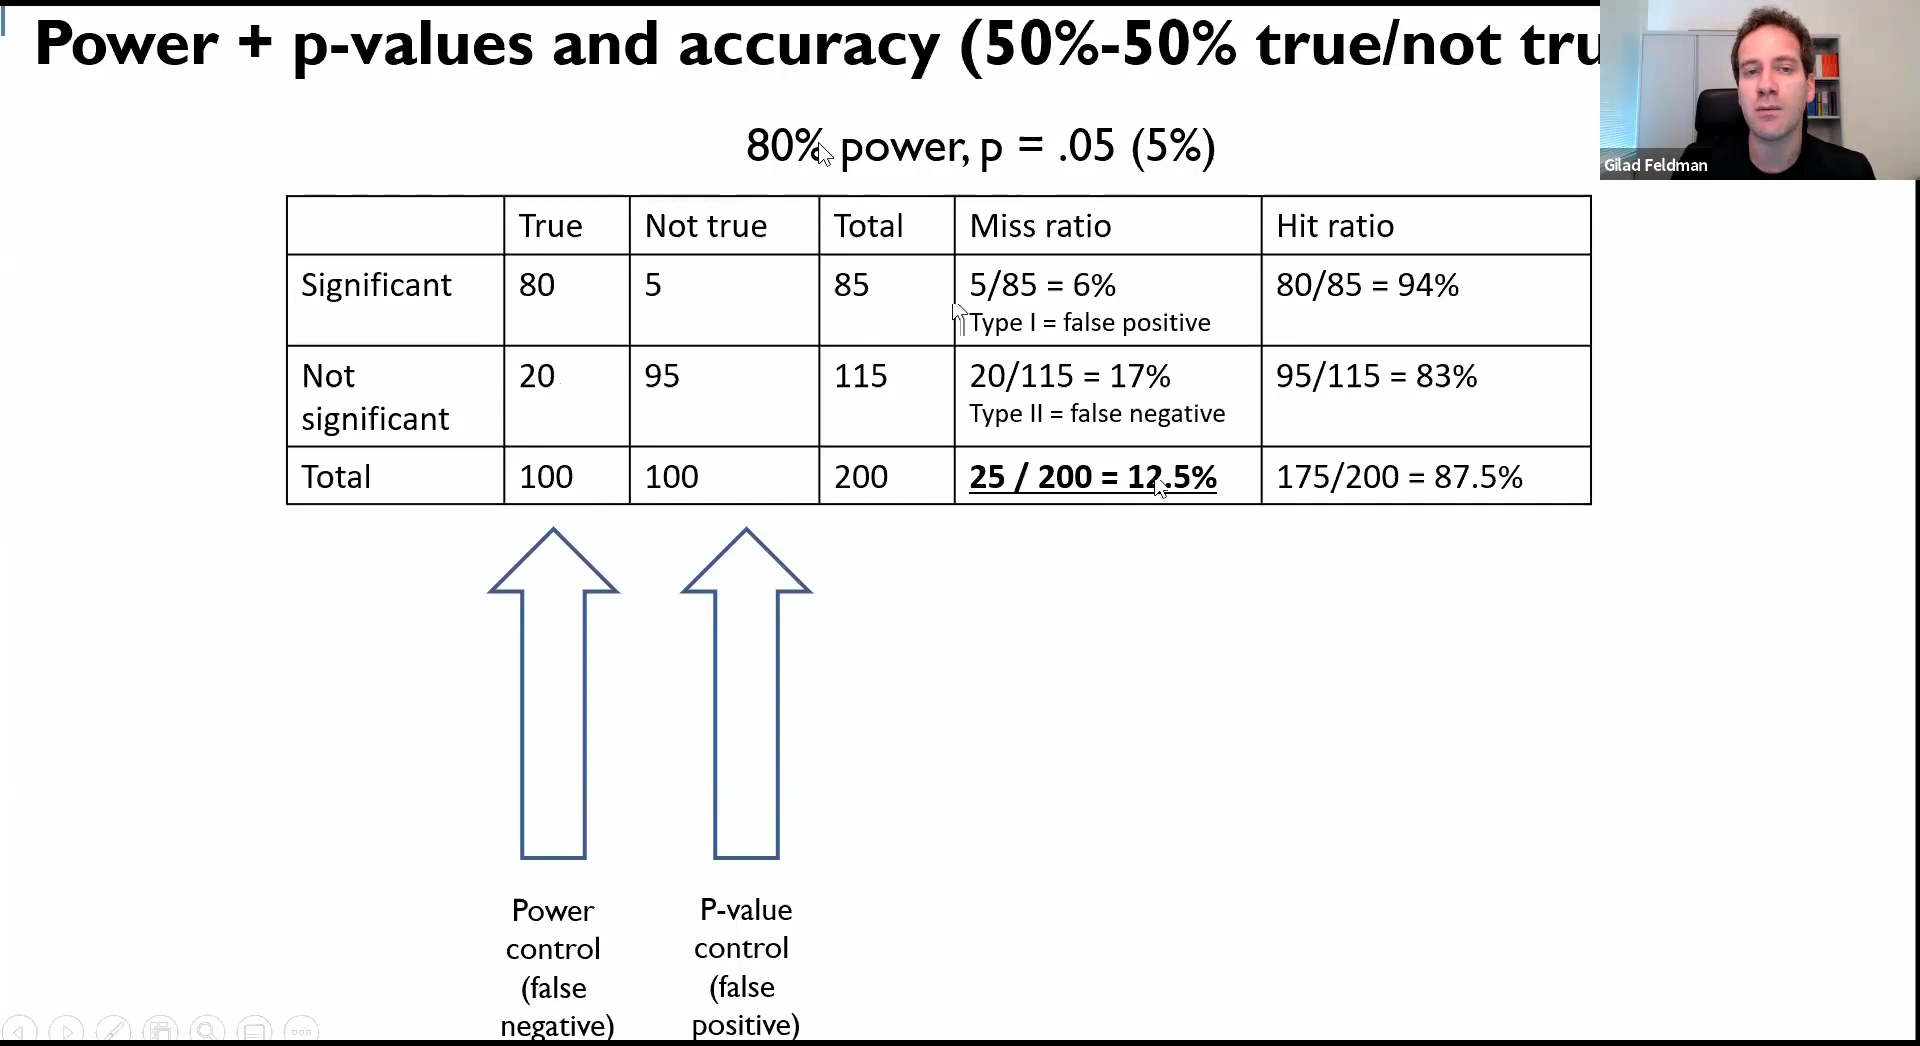 Power + p-values and accuracy (50%-50% true/not tru
Gilad Feldman
80% power, p = .05 (5%)
True Not true Total Miss ratio Hit ratio
Significant 80 5 85 5/85 = 6% 80/85 = 94%
Type I = false positive
Not 20 95 115 20/115 = 17% 95/115 = 83%
significant Type II = false negative
Total 100 100 200 25 / 200 = 12.5% 175/200 = 87.5%
Power
control
(false
negative)
P-value
control
(false
positive)